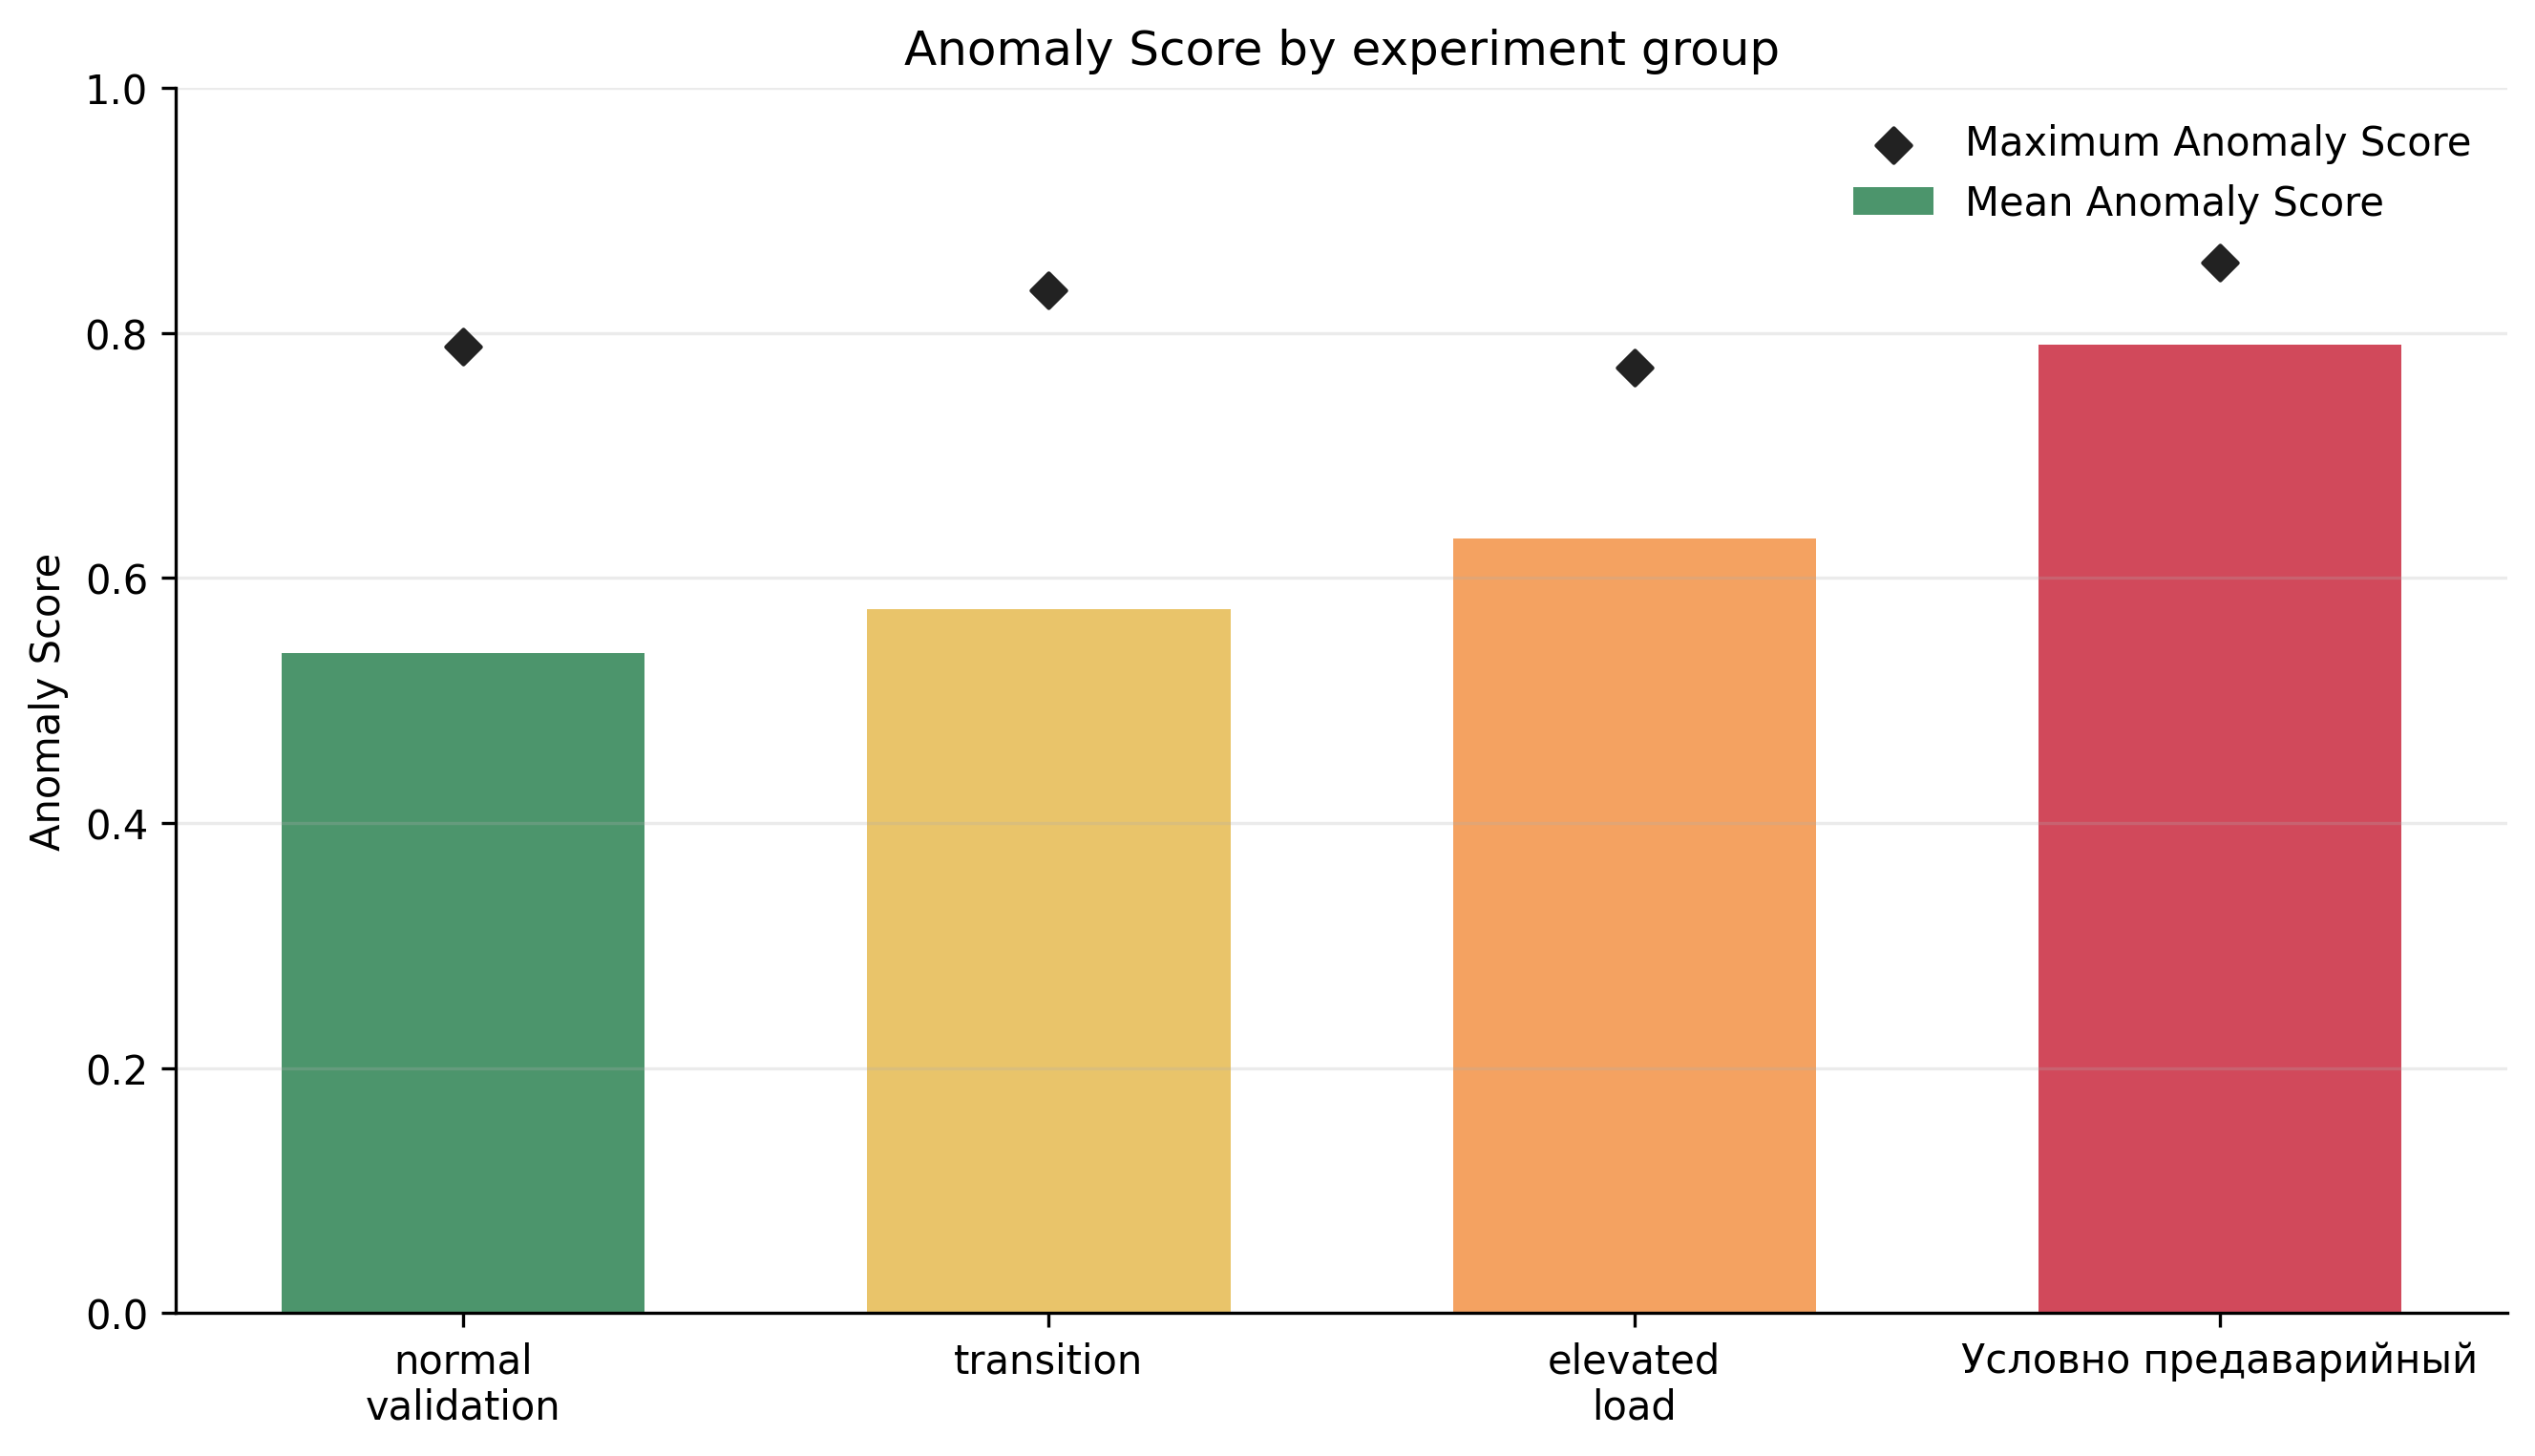 Anomaly Score by experiment group
Maximum Anomaly Score
Mean Anomaly Score
Anomaly Score
1.0
0.8
0.6
0.4
0.2
0.0
normal
validation
transition
elevated
load
Условно предаварийный